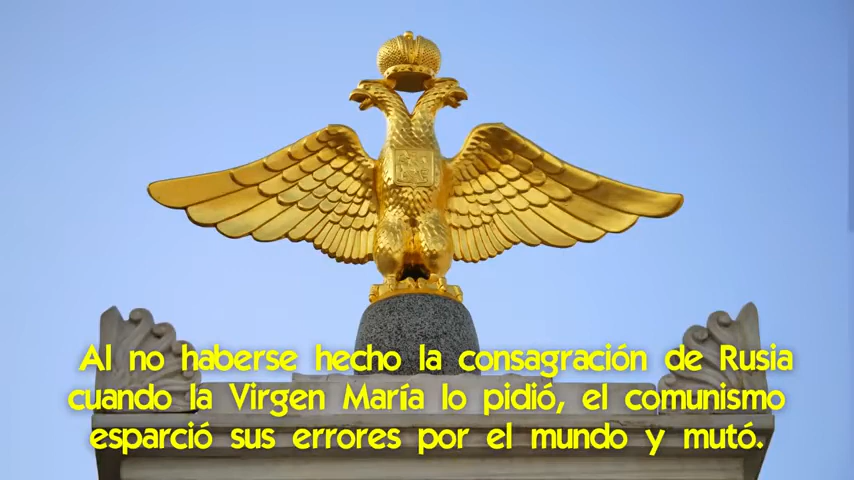 Al no haberse hecho la consagración de Rusia
cuando la Virgen María lo pidió, el comunismo
esparció sus errores por el mundo y mutó.